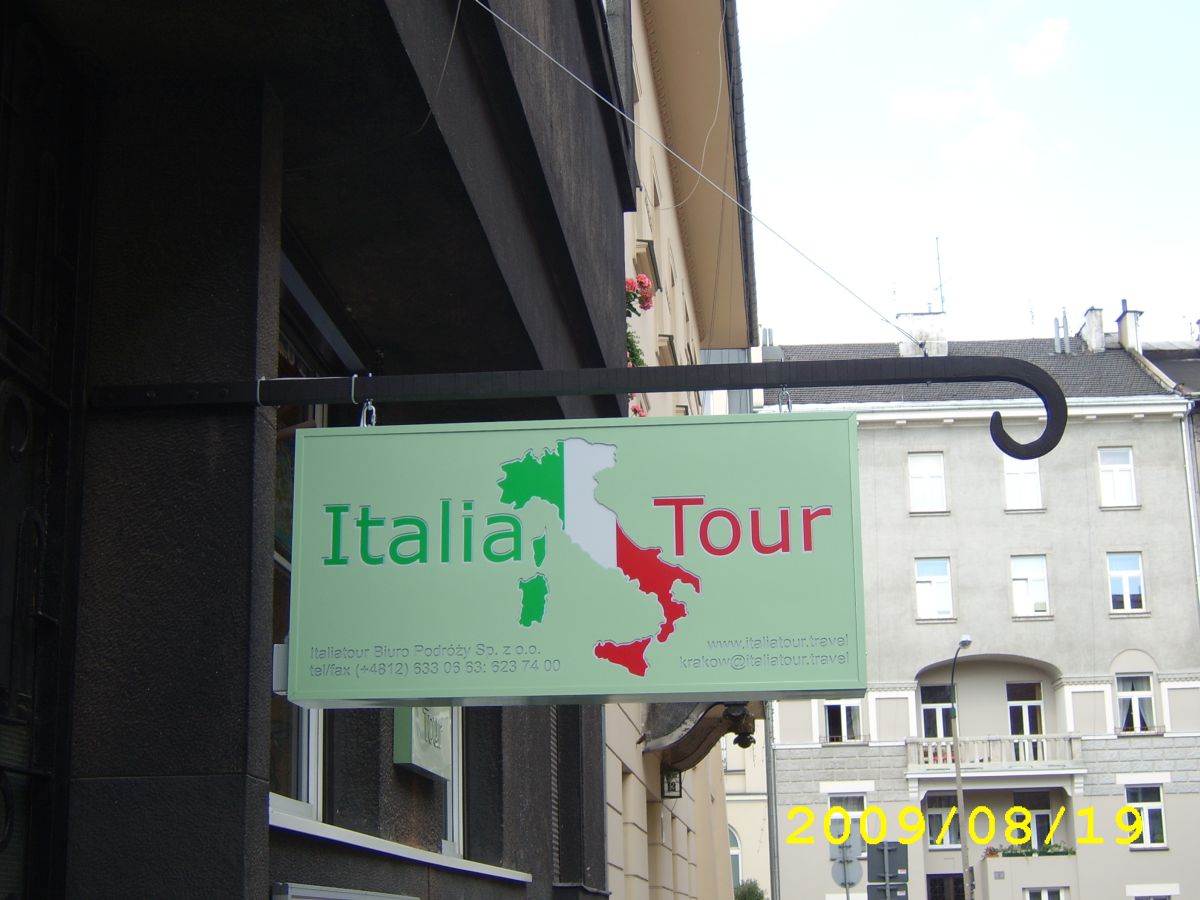 Italia Tour
Italiatour Biuro Podróży Sp. z o.o.
tel/fax (+4812) 633 06 63: 623 74 00
www.italiatour.travel
krakow@italiatour.travel
Tour
13
2009/08/19